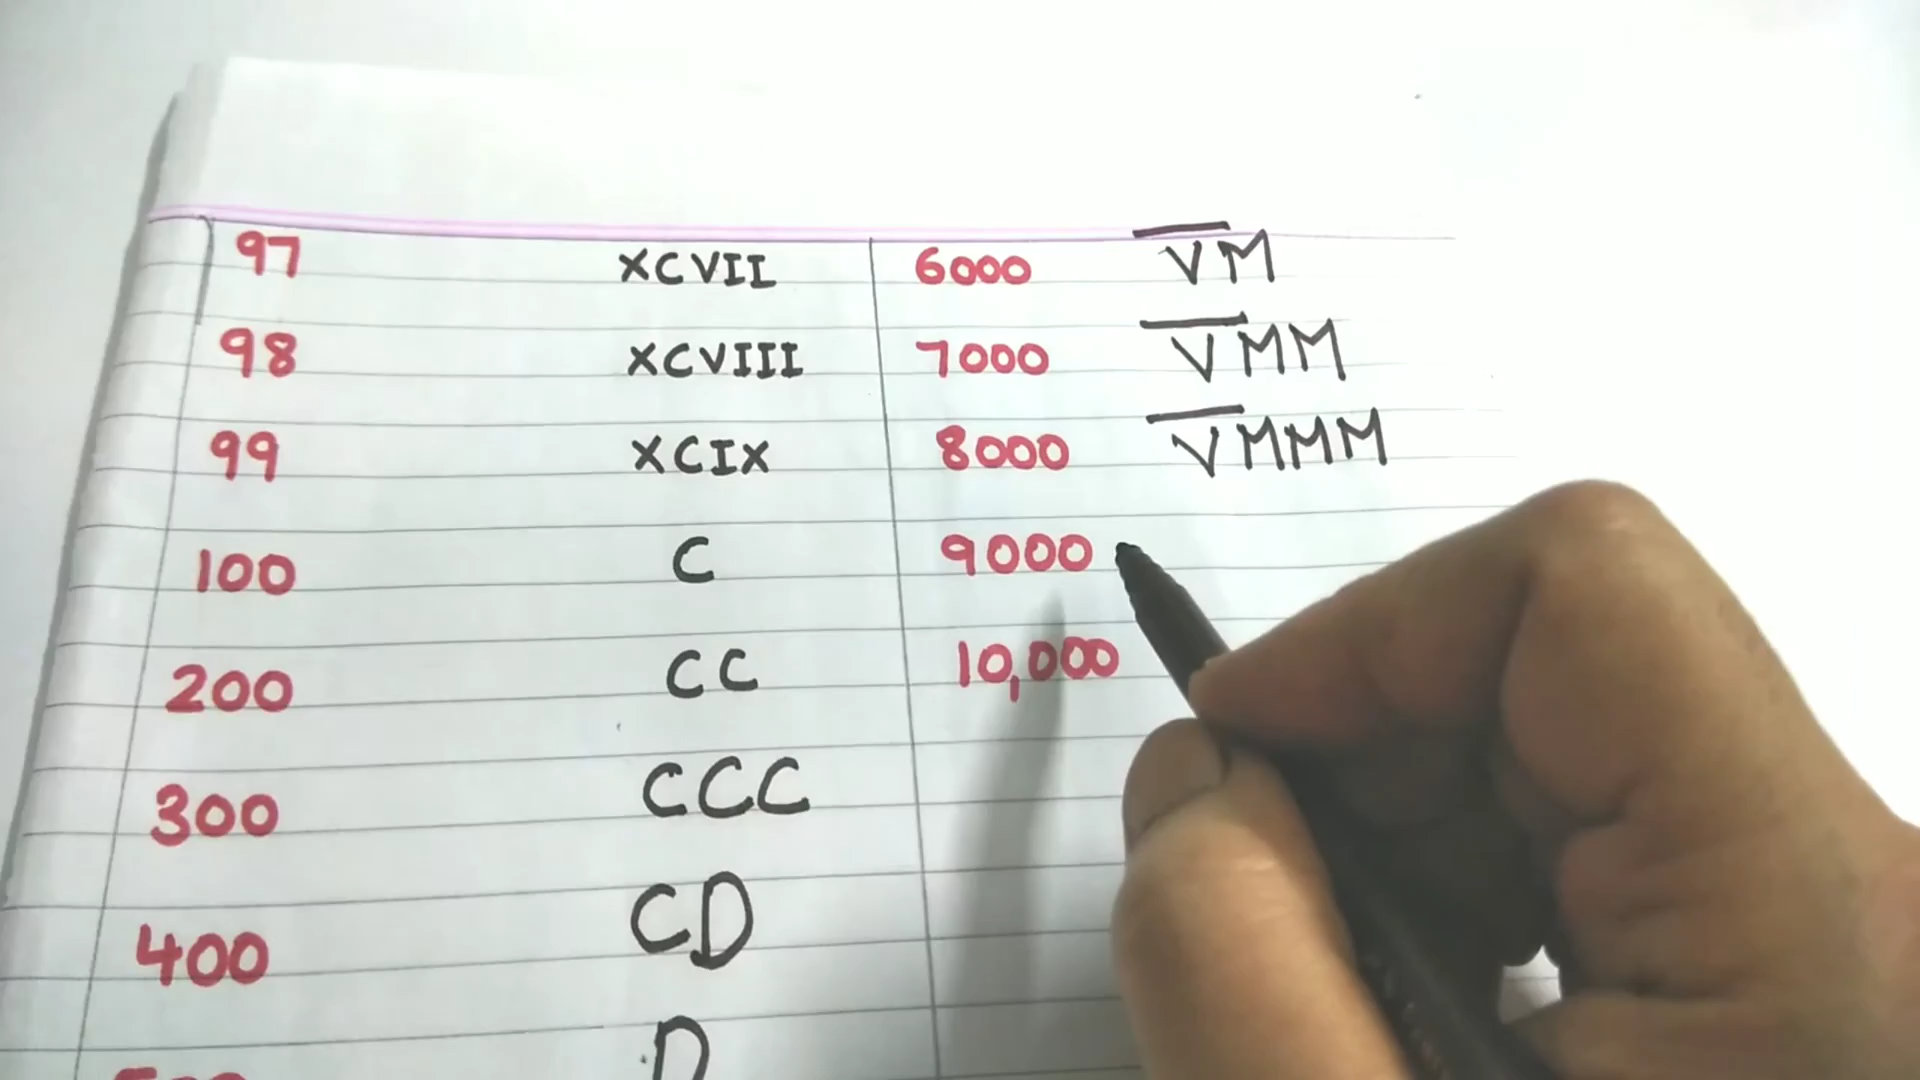 97 XCVII 6000 V̅M
98 XCVIII 7000 V̅MM
99 XCIX 8000 V̅MMM
100 C 9000
200 CC 10,000
300 CCC
400 CD
D